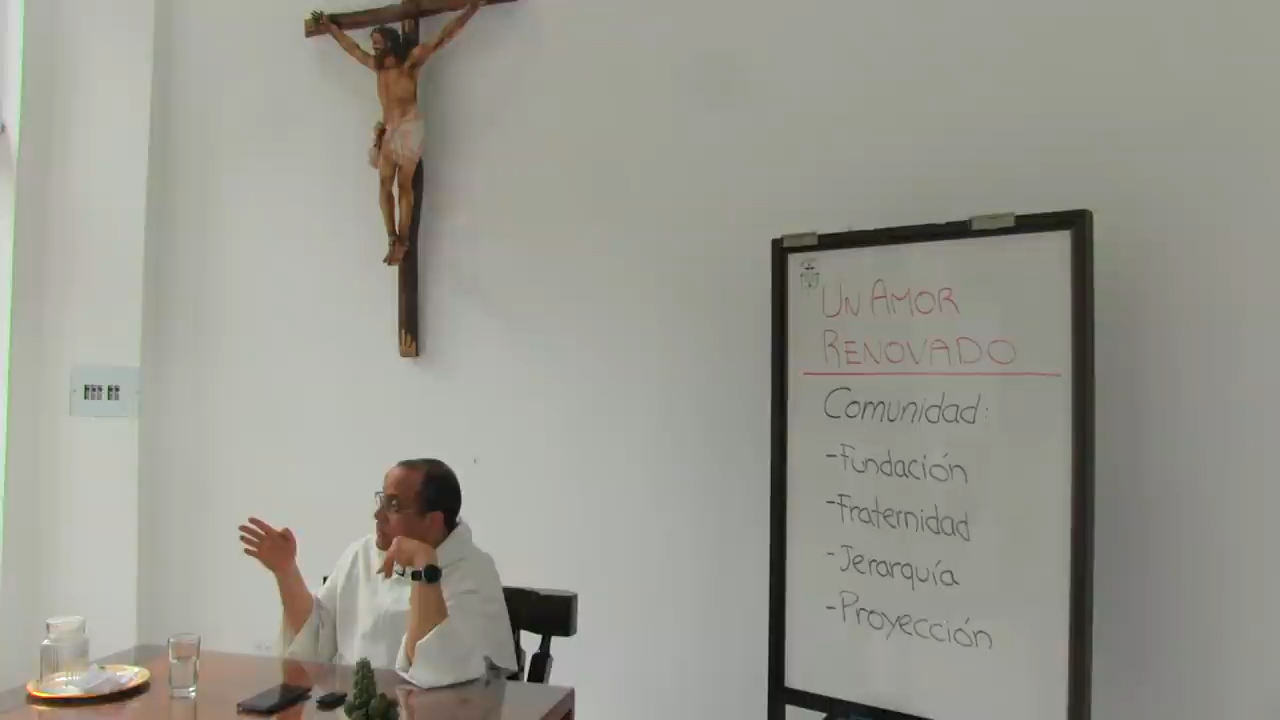 UN AMOR
RENOVADO
Comunidad:
-Fundación
-Fraternidad
-Jerarquía
-Proyección